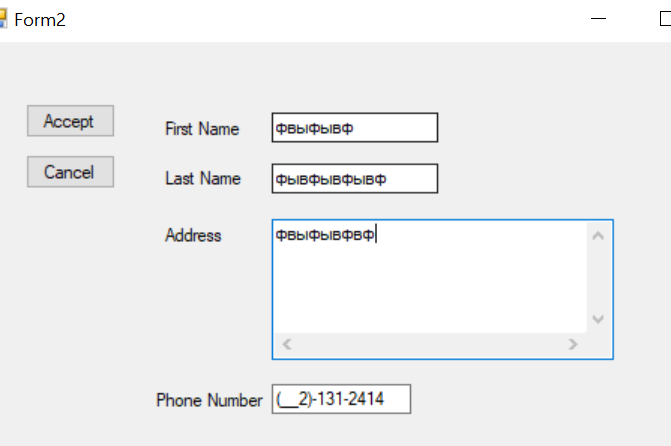 Form2
Accept
First Name
фвыфывф
Cancel
Last Name
фывфывфывф
Address
фвыфывфвф
Phone Number
(__2)-131-2414